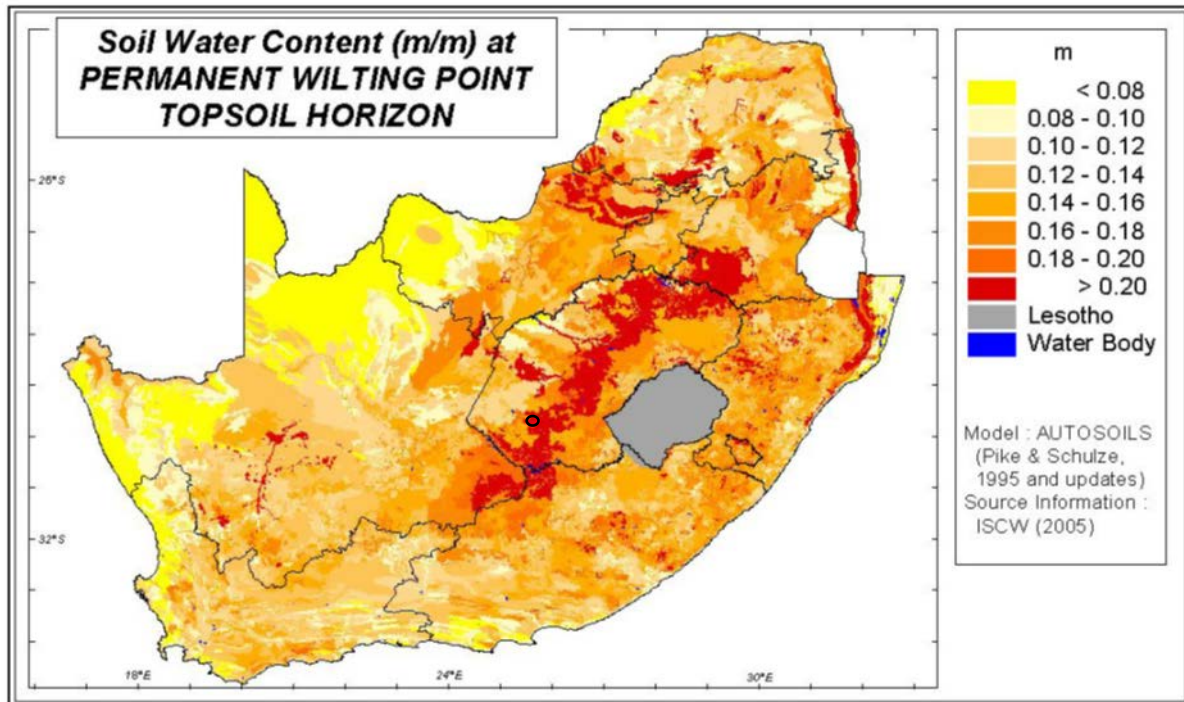 Soil Water Content (m/m) at
PERMANENT WILTING POINT
TOPSOIL HORIZON
m
< 0.08
0.08 - 0.10
0.10 - 0.12
0.12 - 0.14
0.14 - 0.16
0.16 - 0.18
0.18 - 0.20
> 0.20
Lesotho
Water Body
Model : AUTOSOILS
(Pike & Schulze,
1995 and updates)
Source Information :
ISCW (2005)
26°S
32°S
18°E
24°E
30°E